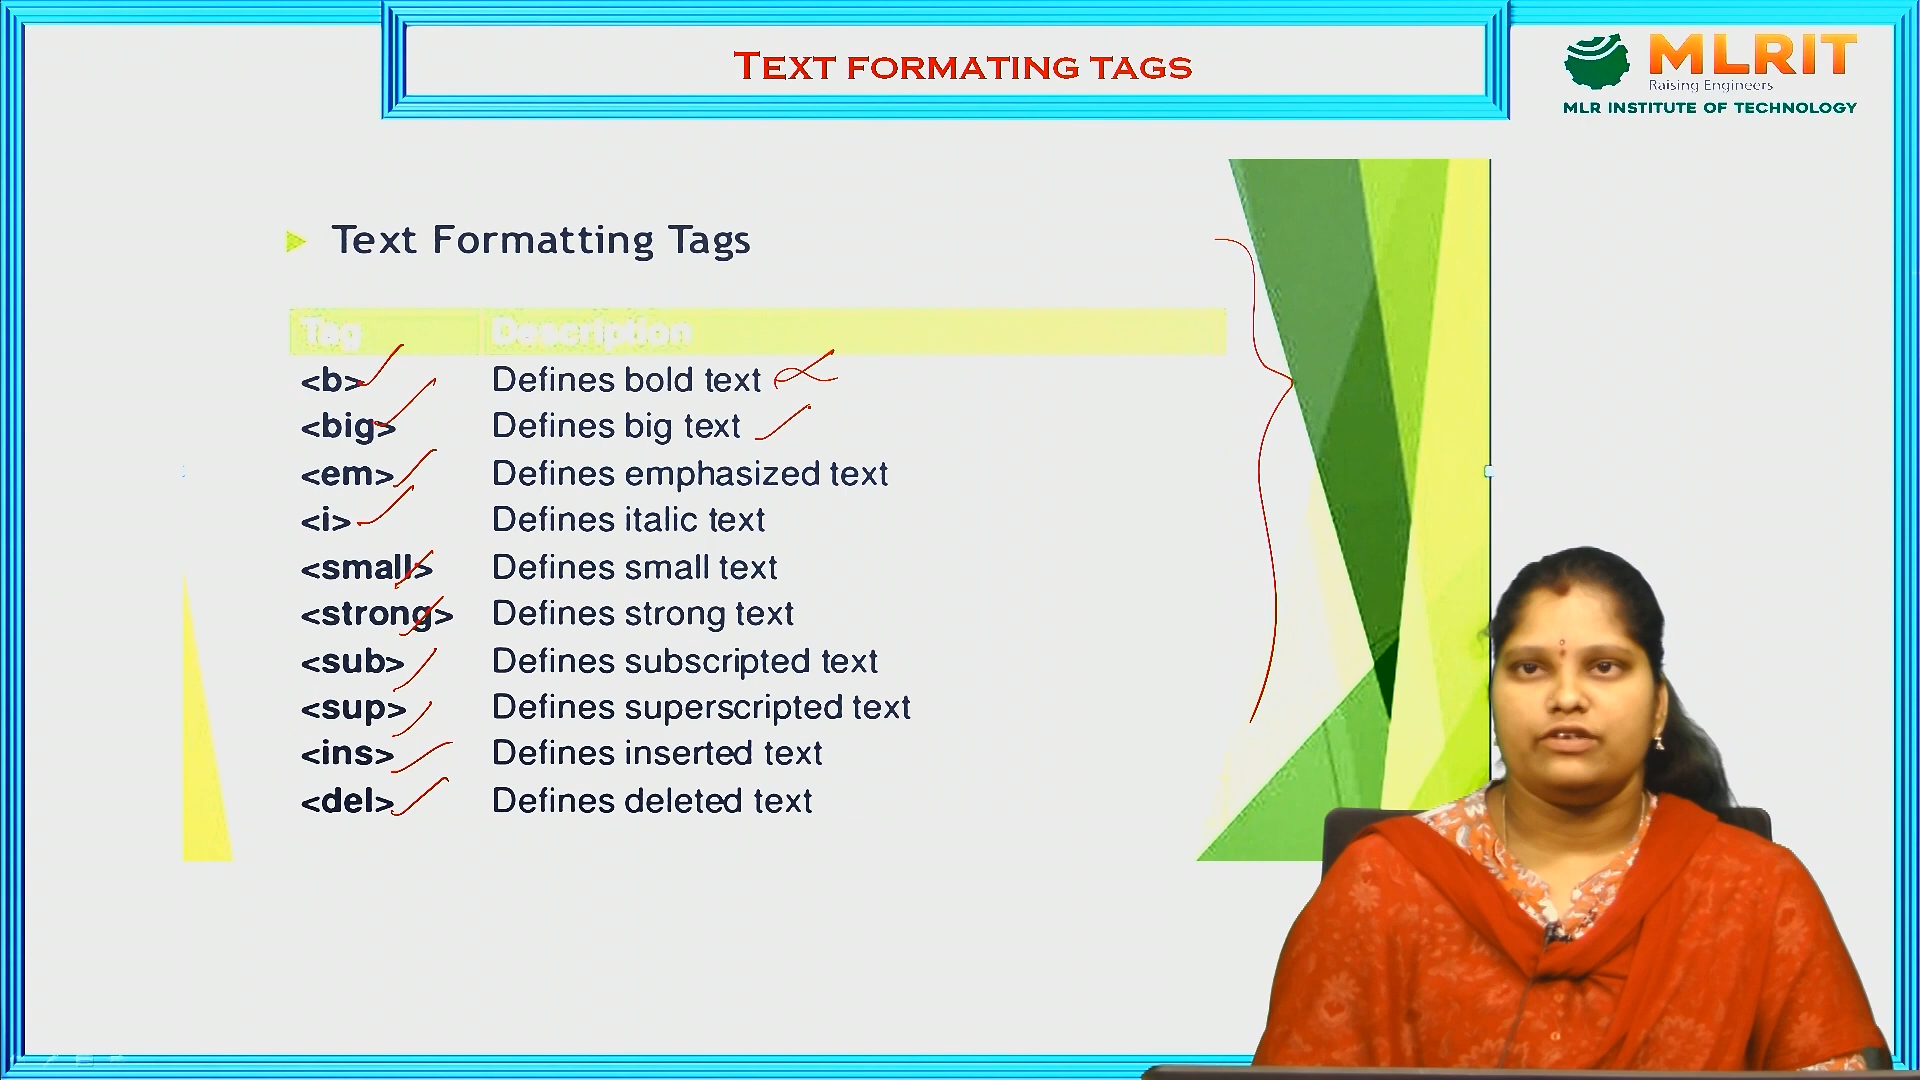 TEXT FORMATING TAGS
MLRIT
Raising Engineers
MLR INSTITUTE OF TECHNOLOGY
Text Formatting Tags
Tag Description
<b> Defines bold text
<big> Defines big text
<em> Defines emphasized text
<i> Defines italic text
<small> Defines small text
<strong> Defines strong text
<sub> Defines subscripted text
<sup> Defines superscripted text
<ins> Defines inserted text
<del> Defines deleted text